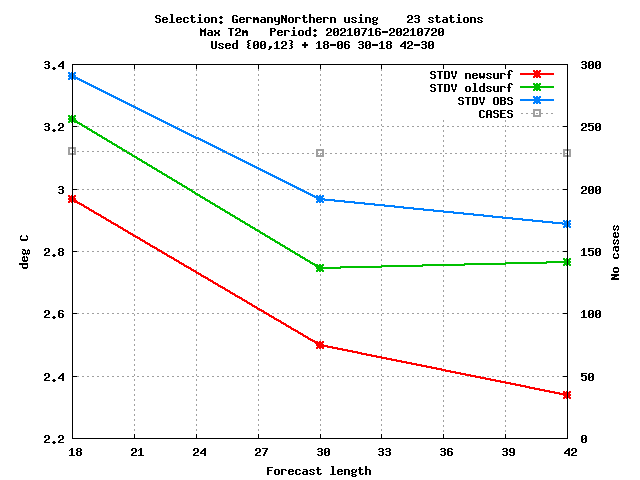 Selection: GermanyNorthern using    23 stations
Max T2m   Period: 20210716-20210720
Used {00,12} + 18-06 30-18 42-30
STDV newsurf
STDV oldsurf
STDV OBS
CASES
3.4
3.2
3
2.8
2.6
2.4
2.2
deg C
300
250
200
150
100
50
0
No cases
18 21 24 27 30 33 36 39 42
Forecast length